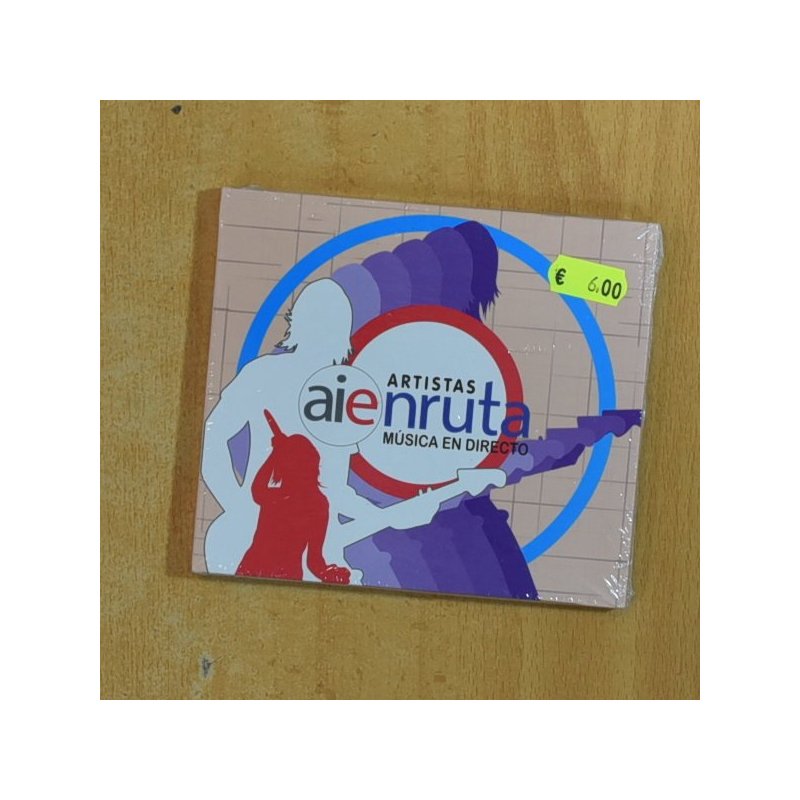 € 6.00
ARTISTAS
aienruta
MÚSICA EN DIRECTO